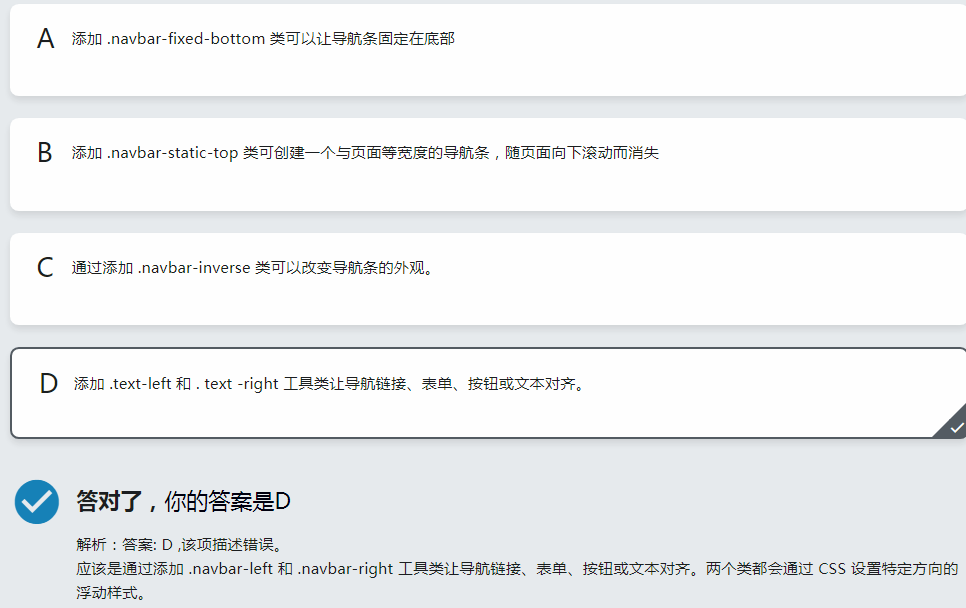 A 添加 .navbar-fixed-bottom 类可以让导航条固定在底部
B 添加 .navbar-static-top 类可创建一个与页面等宽度的导航条，随页面向下滚动而消失
C 通过添加 .navbar-inverse 类可以改变导航条的外观。
D 添加 .text-left 和 . text -right 工具类让导航链接、表单、按钮或文本对齐。
答对了，你的答案是D
解析：答案: D ,该项描述错误。
应该是通过添加 .navbar-left 和 .navbar-right 工具类让导航链接、表单、按钮或文本对齐。两个类都会通过 CSS 设置特定方向的
浮动样式。